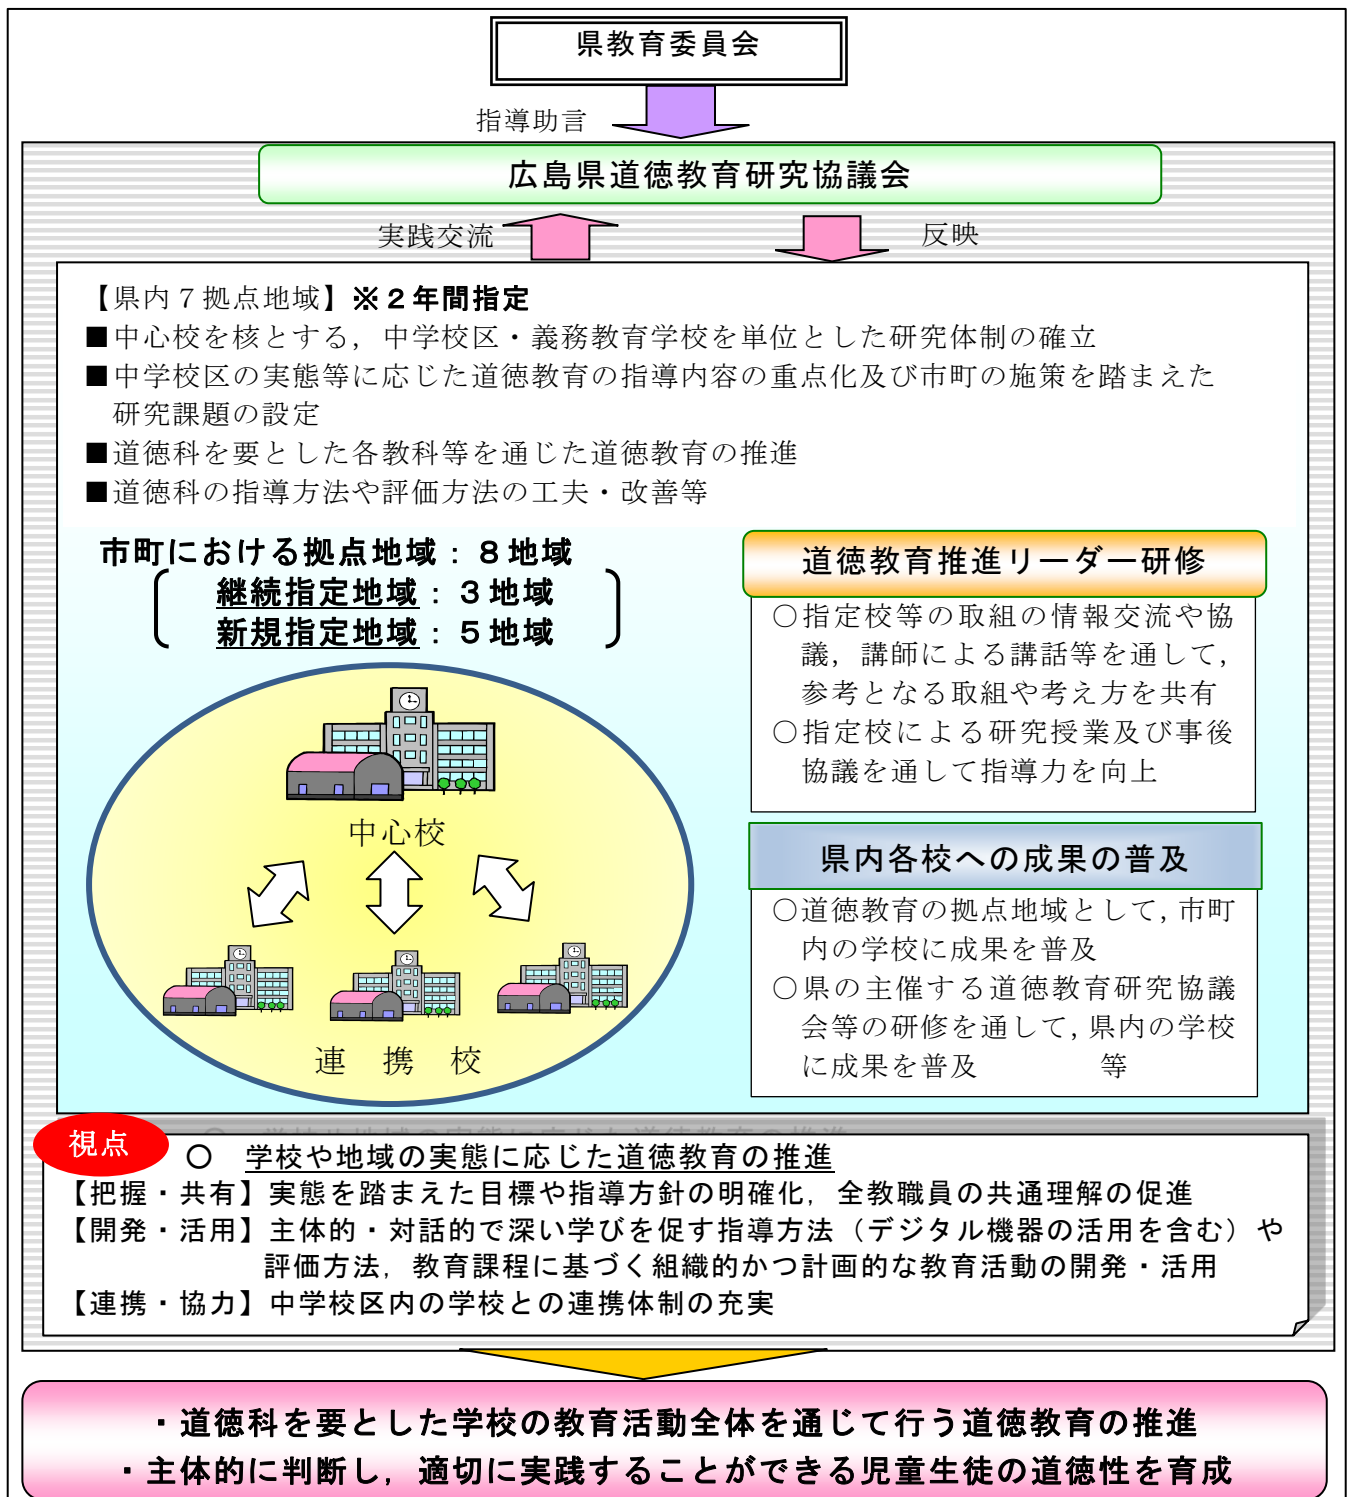 県教育委員会
指導助言
広島県道徳教育研究協議会
実践交流
反映
【県内７拠点地域】※２年間指定
■中心校を核とする，中学校区・義務教育学校を単位とした研究体制の確立
■中学校区の実態等に応じた道徳教育の指導内容の重点化及び市町の施策を踏まえた
研究課題の設定
■道徳科を要とした各教科等を通じた道徳教育の推進
■道徳科の指導方法や評価方法の工夫・改善等
市町における拠点地域：８地域
継続指定地域：３地域
新規指定地域：５地域
中心校
連　携　校
道徳教育推進リーダー研修
○指定校等の取組の情報交流や協
議，講師による講話等を通して，
参考となる取組や考え方を共有
○指定校による研究授業及び事後
協議を通して指導力を向上
県内各校への成果の普及
○道徳教育の拠点地域として，市町
内の学校に成果を普及
○県の主催する道徳教育研究協議
会等の研修を通して，県内の学校
に成果を普及　　　　等
視点
○　学校や地域の実態に応じた道徳教育の推進
【把握・共有】実態を踏まえた目標や指導方針の明確化，全教職員の共通理解の促進
【開発・活用】主体的・対話的で深い学びを促す指導方法（デジタル機器の活用を含む）や
評価方法，教育課程に基づく組織的かつ計画的な教育活動の開発・活用
【連携・協力】中学校区内の学校との連携体制の充実
・道徳科を要とした学校の教育活動全体を通じて行う道徳教育の推進
・主体的に判断し，適切に実践することができる児童生徒の道徳性を育成